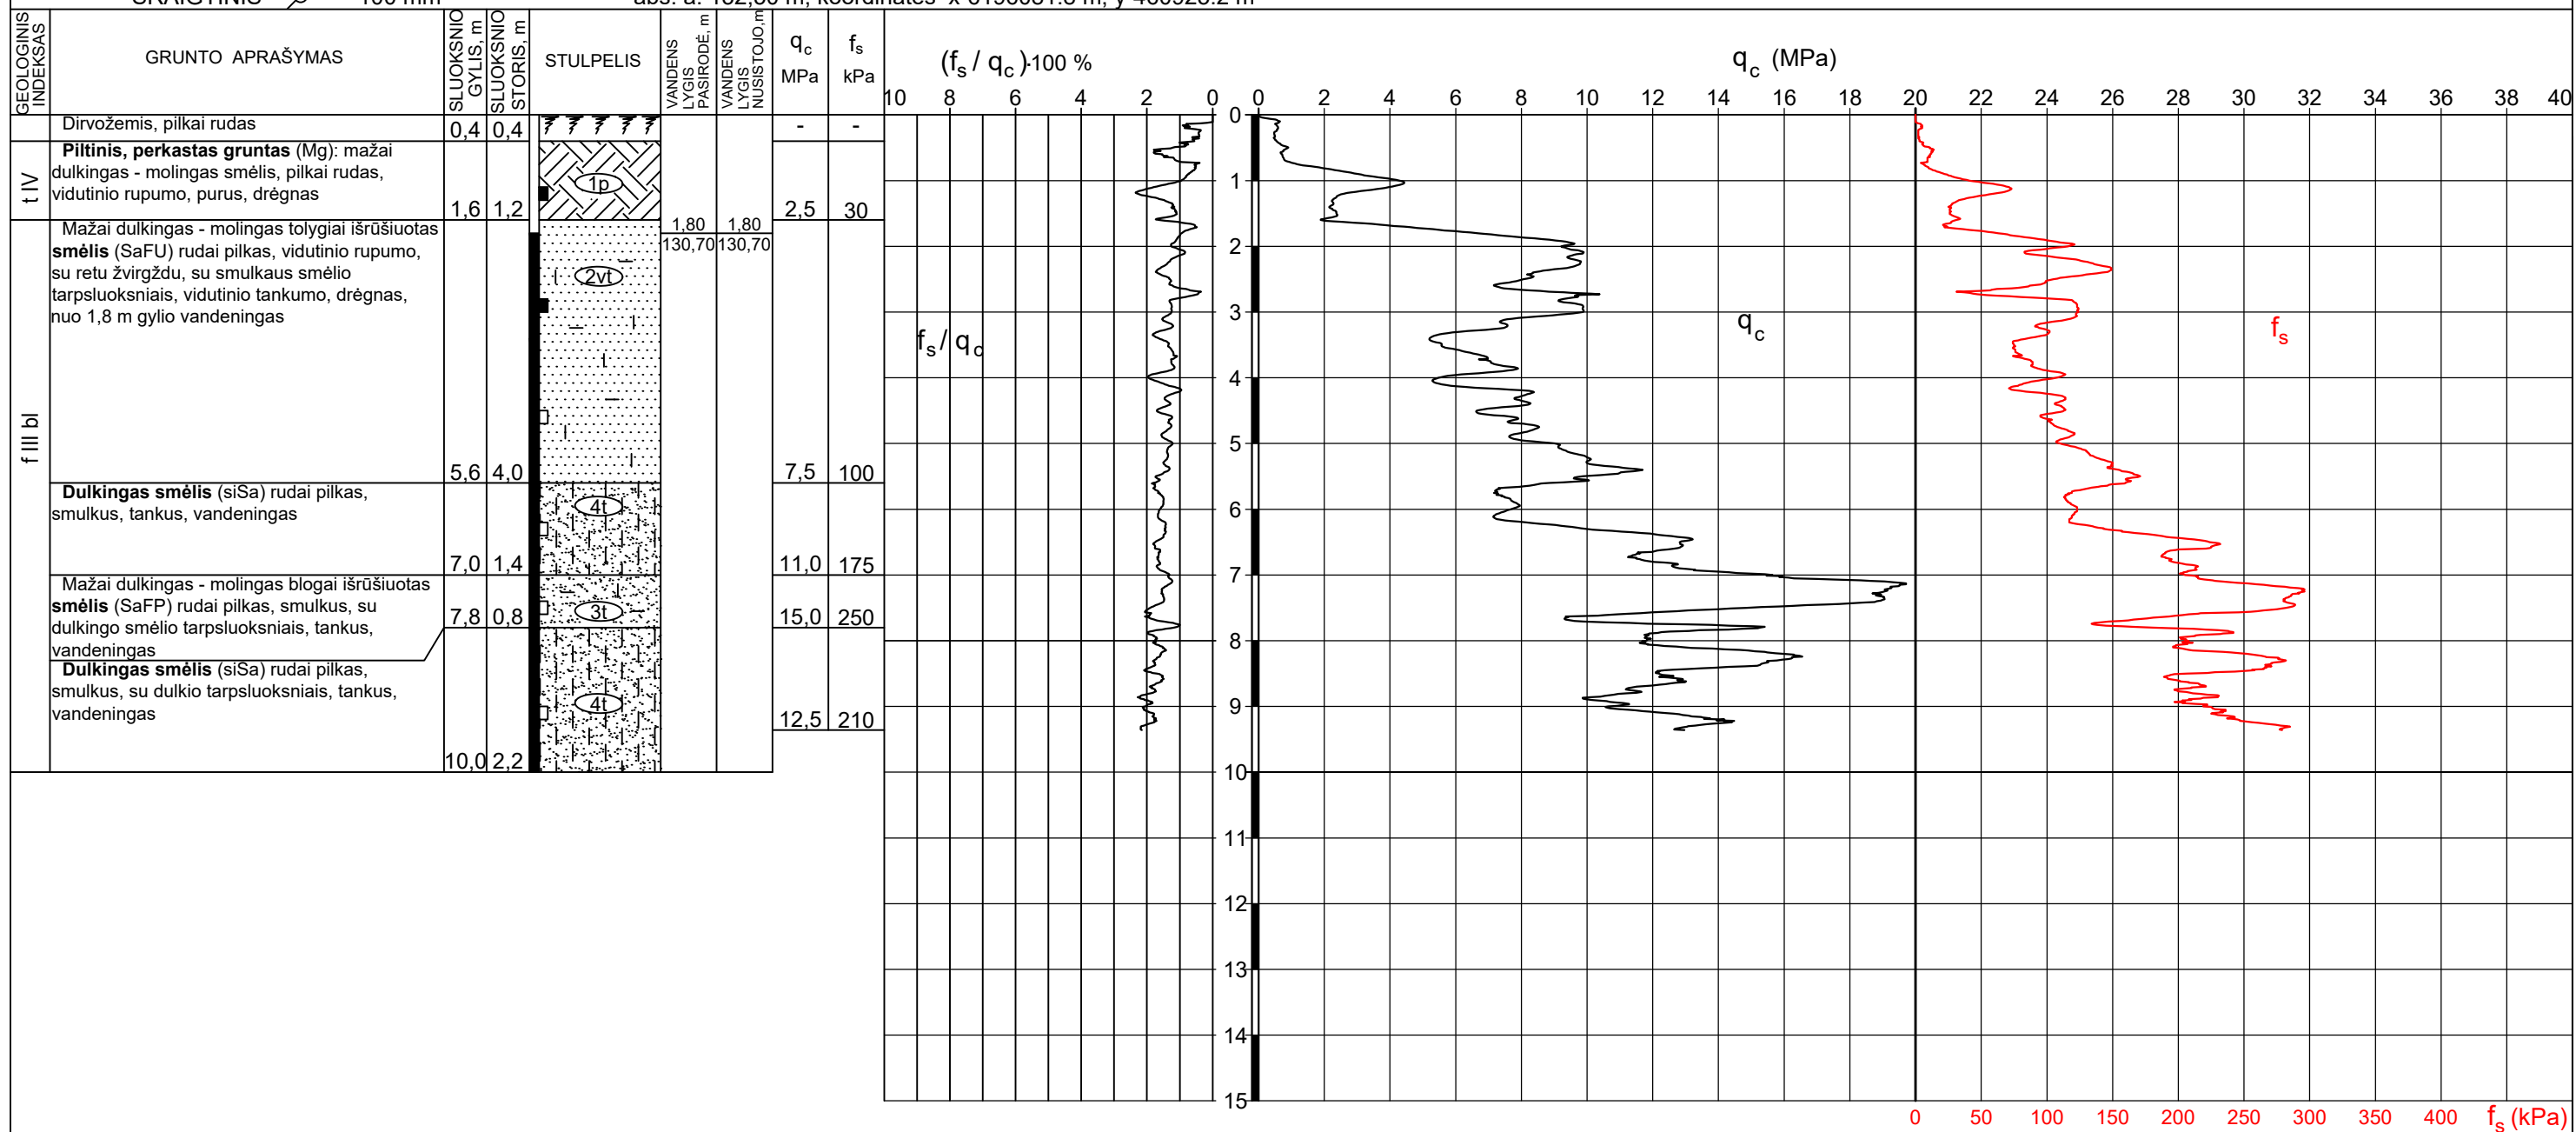 100 mm
GEOLOGINIS INDEKSAS
GRUNTO APRAŠYMAS
SLUOKSNIO GYLIS, m
SLUOKSNIO STORIS, m
STULPELIS
VANDENS LYGIS PASIRODĖ, m
VANDENS LYGIS NUSISTOJO,m
qc MPa
fs kPa
(fs / qc)·100 %
qc (MPa)
10 8 6 4 2 0
0 2 4 6 8 10 12 14 16 18 20 22 24 26 28 30 32 34 36 38 40
Dirvožemis, pilkai rudas
0,4 0,4 - -
t IV
Piltinis, perkastas gruntas (Mg): mažai
dulkingas - molingas smėlis, pilkai rudas,
vidutinio rupumo, purus, drėgnas
1,6 1,2 1p 2,5 30
f III bl
Mažai dulkingas - molingas tolygiai išrūšiuotas
smėlis (SaFU) rudai pilkas, vidutinio rupumo,
su retu žvirgždu, su smulkaus smėlio
tarpsluoksniais, vidutinio tankumo, drėgnas,
nuo 1,8 m gylio vandeningas
5,6 4,0 2vt 7,5 100
1,80 1,80
130,70 130,70
Dulkingas smėlis (siSa) rudai pilkas,
smulkus, tankus, vandeningas
7,0 1,4 4t 11,0 175
Mažai dulkingas - molingas blogai išrūšiuotas
smėlis (SaFP) rudai pilkas, smulkus, su
dulkingo smėlio tarpsluoksniais, tankus,
vandeningas
7,8 0,8 3t 15,0 250
Dulkingas smėlis (siSa) rudai pilkas,
smulkus, su dulkio tarpsluoksniais, tankus,
vandeningas
10,0 2,2 4t 12,5 210
fs / qc
qc
fs
0
1
2
3
4
5
6
7
8
9
10
11
12
13
14
15
0 50 100 150 200 250 300 350 400 fs (kPa)